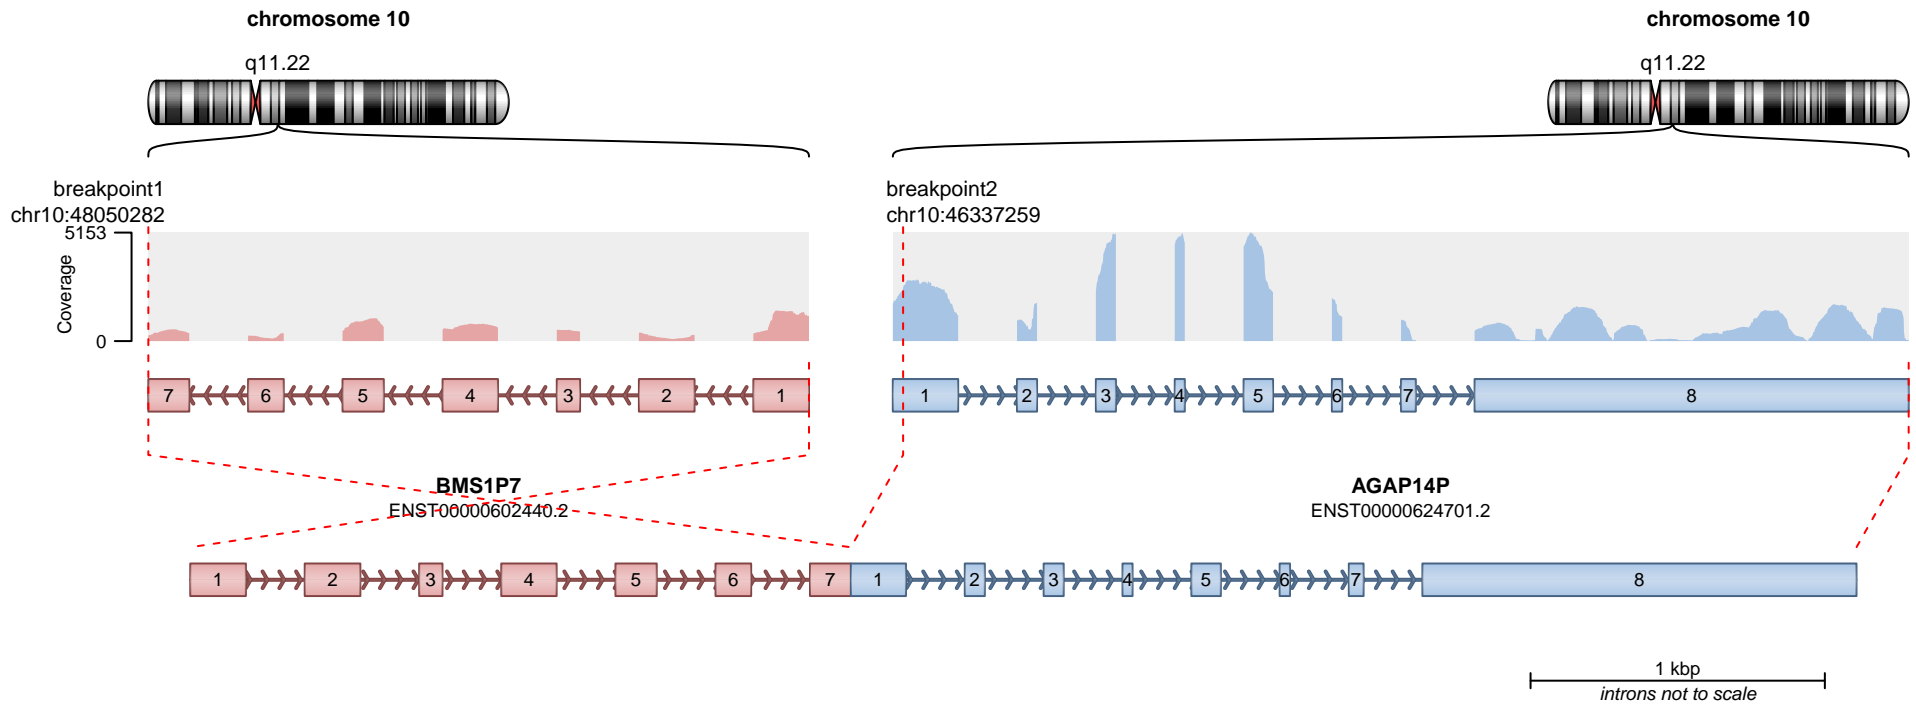 chromosome 10
chromosome 10
q11.22
q11.22
breakpoint1
chr10:48050282
breakpoint2
chr10:46337259
5153
Coverage
0
7 6 5 4 3 2 1
1 2 3 4 5 6 7 8
BMS1P7
ENST00000602440.2
AGAP14P
ENST00000624701.2
1 2 3 4 5 6 7 1 2 3 4 5 6 7 8
1 kbp
introns not to scale